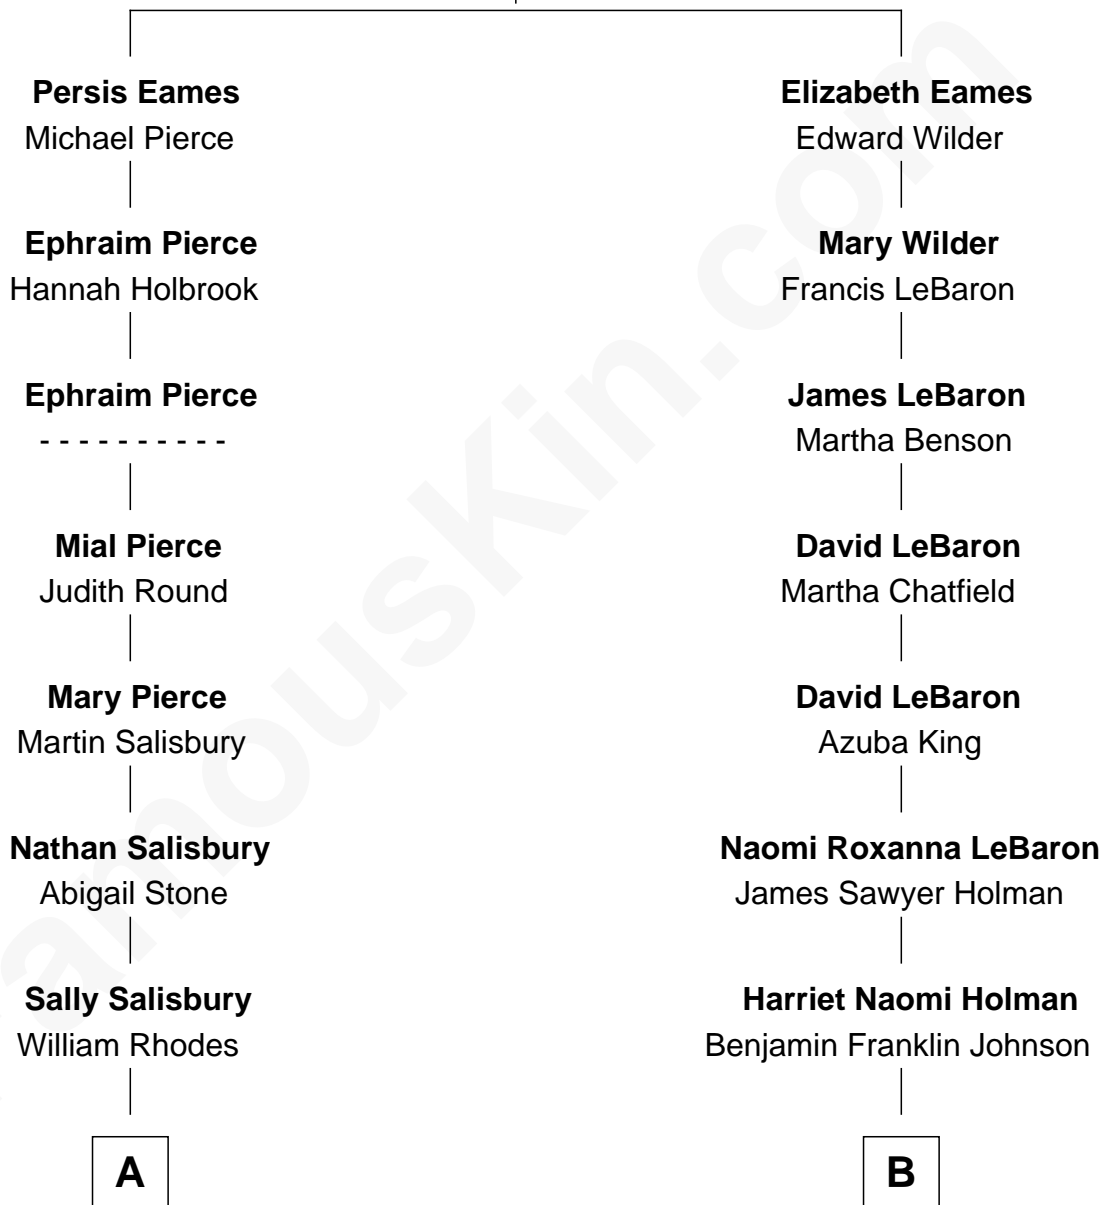 Persis Eames
Michael Pierce
Elizabeth Eames
Edward Wilder
Ephraim Pierce
Hannah Holbrook
Mary Wilder
Francis LeBaron
Ephraim Pierce
- - - - - - - - - -
James LeBaron
Martha Benson
Mial Pierce
Judith Round
David LeBaron
Martha Chatfield
Mary Pierce
Martin Salisbury
David LeBaron
Azuba King
Nathan Salisbury
Abigail Stone
Naomi Roxanna LeBaron
James Sawyer Holman
Sally Salisbury
William Rhodes
Harriet Naomi Holman
Benjamin Franklin Johnson
A
B
amouskin.com